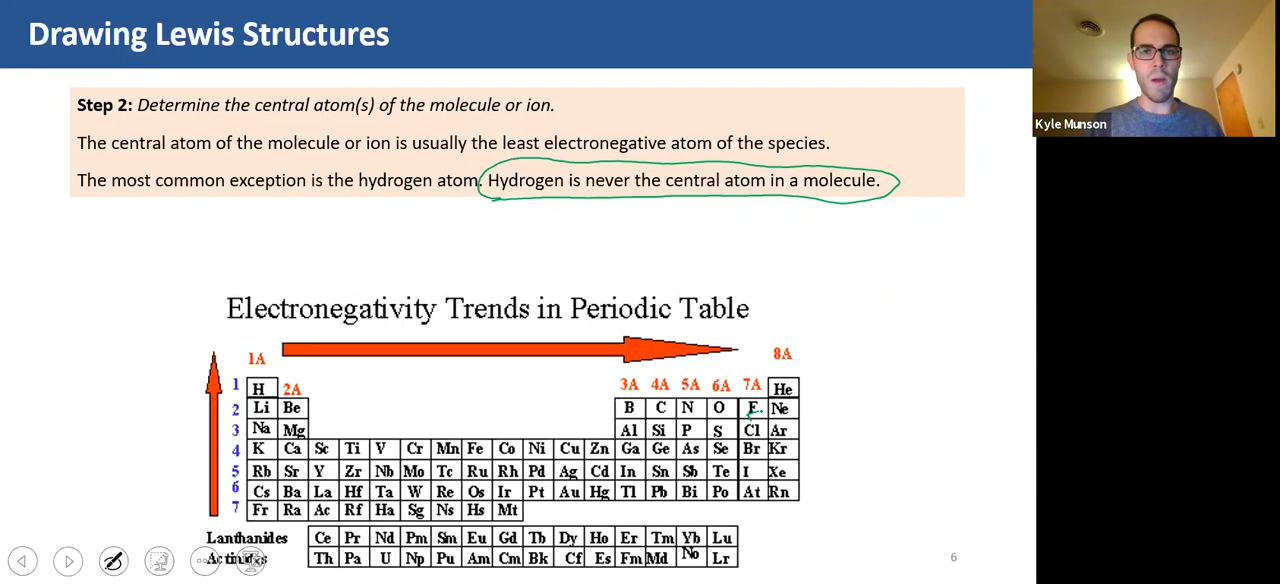 Drawing Lewis Structures
Step 2: Determine the central atom(s) of the molecule or ion.
The central atom of the molecule or ion is usually the least electronegative atom of the species.
The most common exception is the hydrogen atom. Hydrogen is never the central atom in a molecule.
Kyle Munson
Electronegativity Trends in Periodic Table
1A 8A
2A 3A 4A 5A 6A 7A
1 H He
2 Li Be B C N O F Ne
3 Na Mg Al Si P S Cl Ar
4 K Ca Sc Ti V Cr Mn Fe Co Ni Cu Zn Ga Ge As Se Br Kr
5 Rb Sr Y Zr Nb Mo Tc Ru Rh Pd Ag Cd In Sn Sb Te I Xe
6 Cs Ba La Hf Ta W Re Os Ir Pt Au Hg Tl Pb Bi Po At Rn
7 Fr Ra Ac Rf Ha Sg Ns Hs Mt
Lanthanides Ce Pr Nd Pm Sm Eu Gd Tb Dy Ho Er Tm Yb Lu
Actinides Th Pa U Np Pu Am Cm Bk Cf Es Fm Md No Lr
6